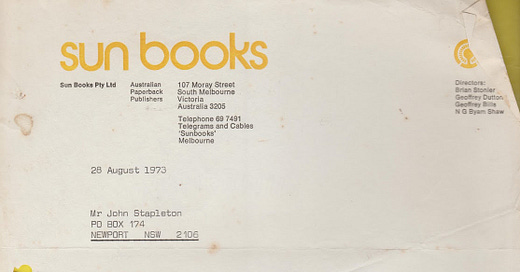 sun books
Sun Books Pty Ltd
Australian
Paperback
Publishers
107 Moray Street
South Melbourne
Victoria
Australia 3205
Telephone 69 7491
Telegrams and Cables
'Sunbooks'
Melbourne
Directors:
Brian Stonier
Geoffrey Dutton
Geoffrey Bills
N G Byam Shaw
28 August 1973
Mr John Stapleton
PO BOX 174
NEWPORT NSW 2106